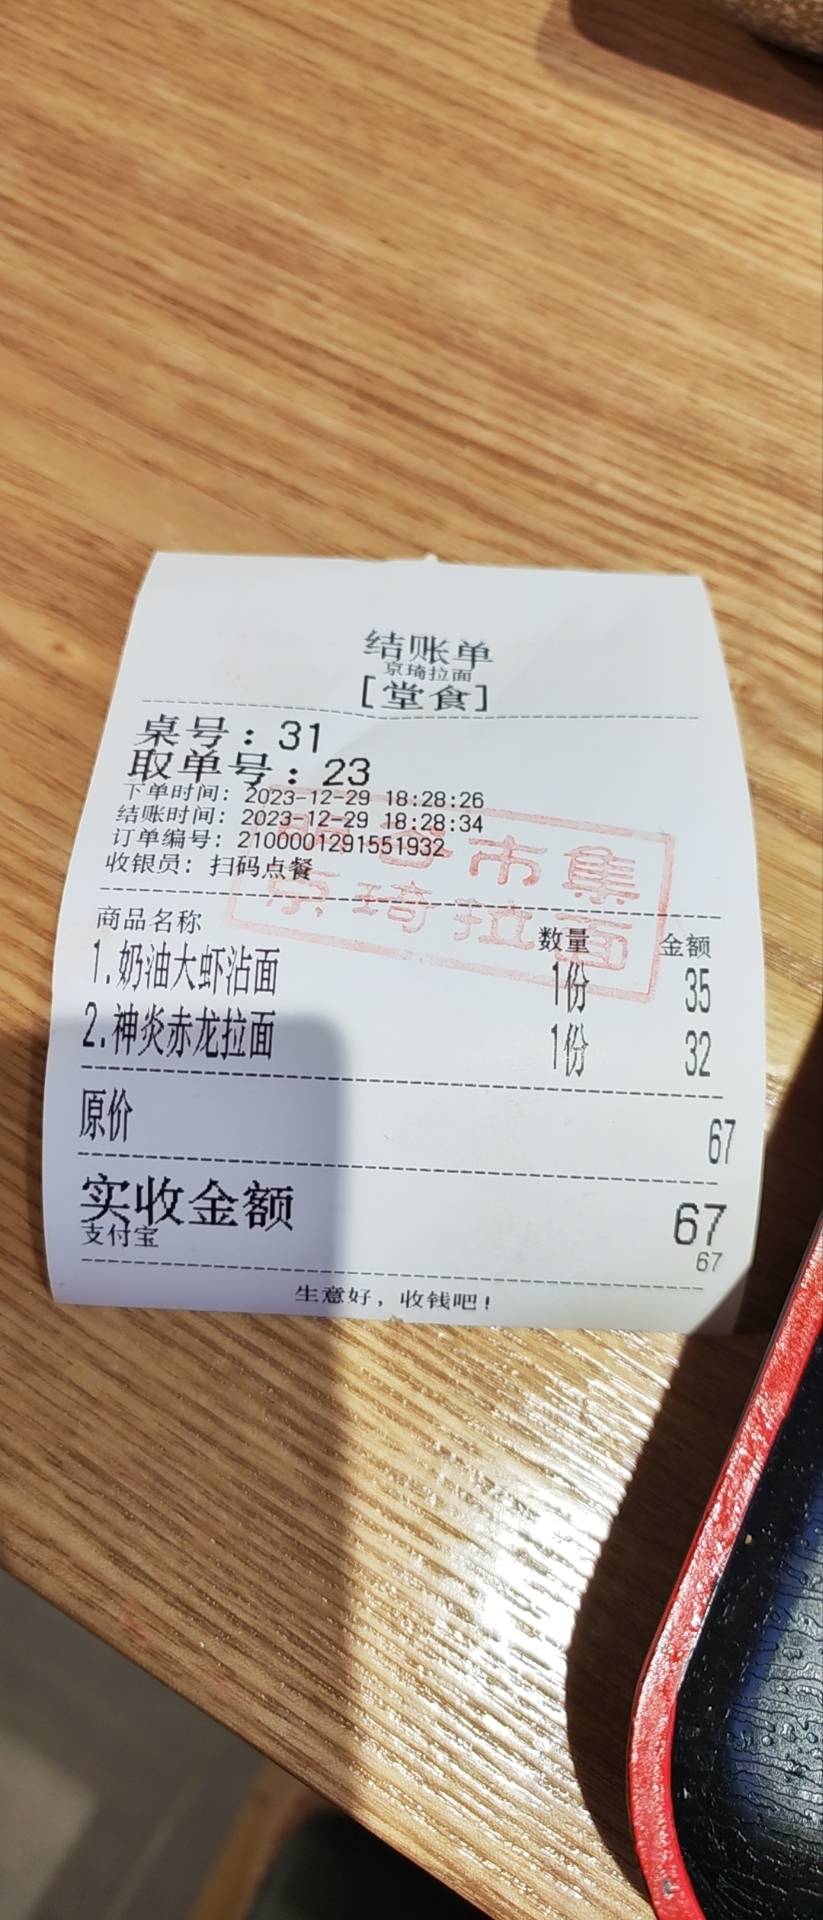 结账单
京琦拉面
[堂食]
桌号：31
取单号：23
下单时间：2023-12-29 18:28:26
结账时间：2023-12-29 18:28:34
订单编号：2100001291551932
收银员：扫码点餐
市集
京琦拉面
商品名称 数量 金额
1.奶油大虾沾面 1份 35
2.神炎赤龙拉面 1份 32
原价 67
实收金额 67
支付宝 67
生意好，收钱吧！